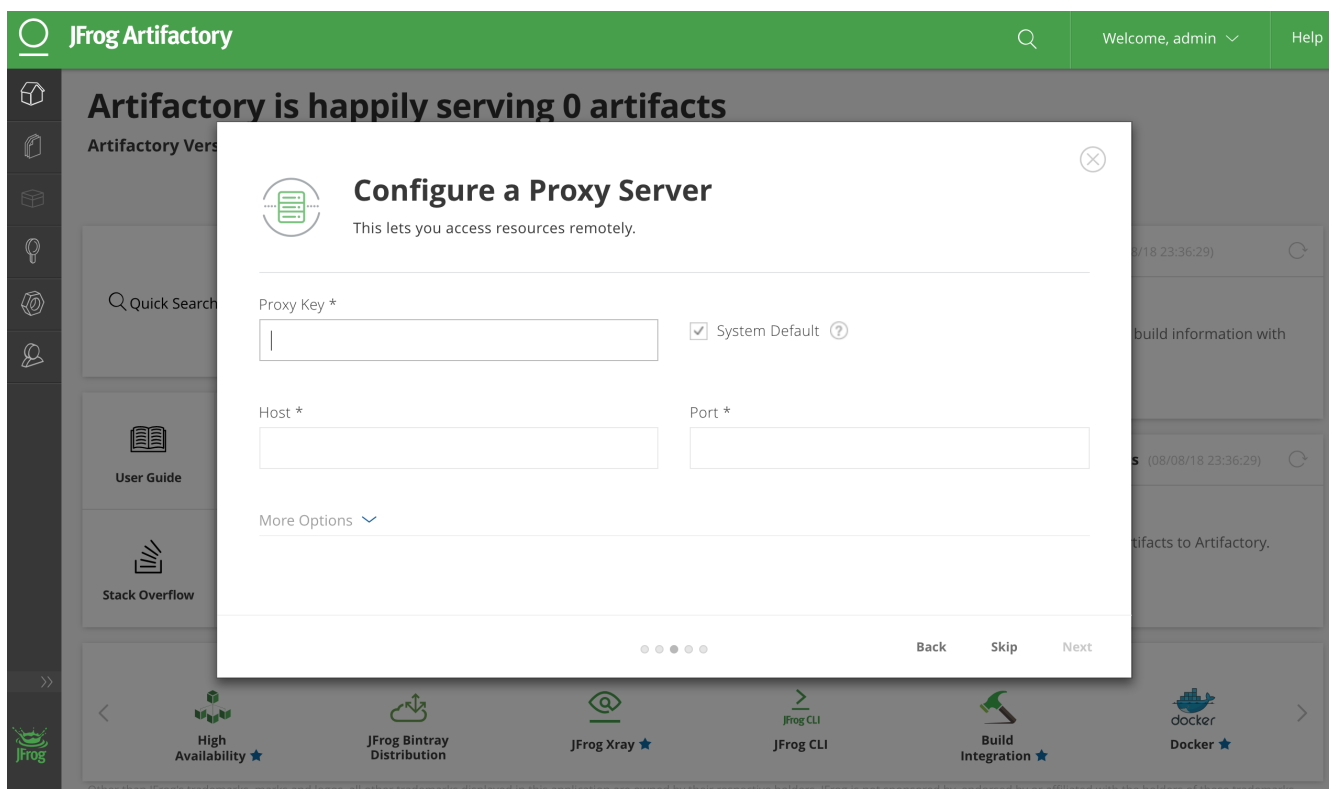 JFrog Artifactory
Welcome, admin
Help
Artifactory is happily serving 0 artifacts
Artifactory Vers
Configure a Proxy Server
This lets you access resources remotely.
8/18 23:36:29)
Quick Search
Proxy Key *
System Default ?
build information with
Host *
Port *
User Guide
s (08/08/18 23:36:29)
More Options
tifacts to Artifactory.
Stack Overflow
Back Skip Next
JFrog CLI
docker
High
Availability
JFrog Bintray
Distribution
JFrog Xray
JFrog CLI
Build
Integration
Docker
JFrog